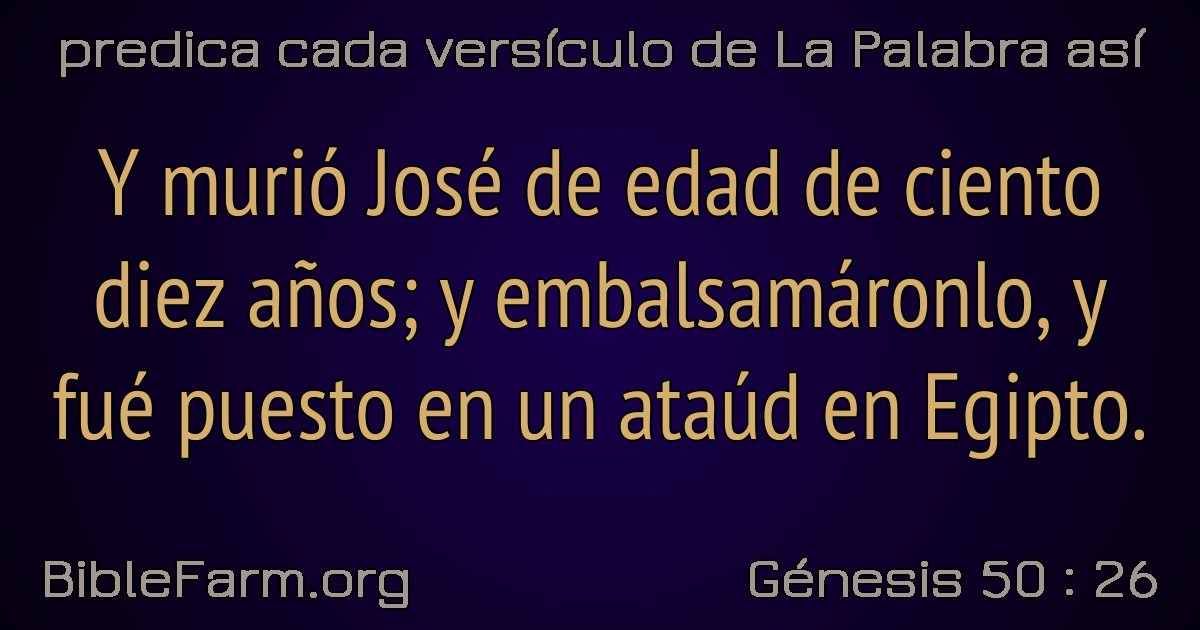 predica cada versículo de La Palabra así
Y murió José de edad de ciento
diez años; y embalsamáronlo, y
fué puesto en un ataúd en Egipto.
BibleFarm.org
Génesis 50 : 26